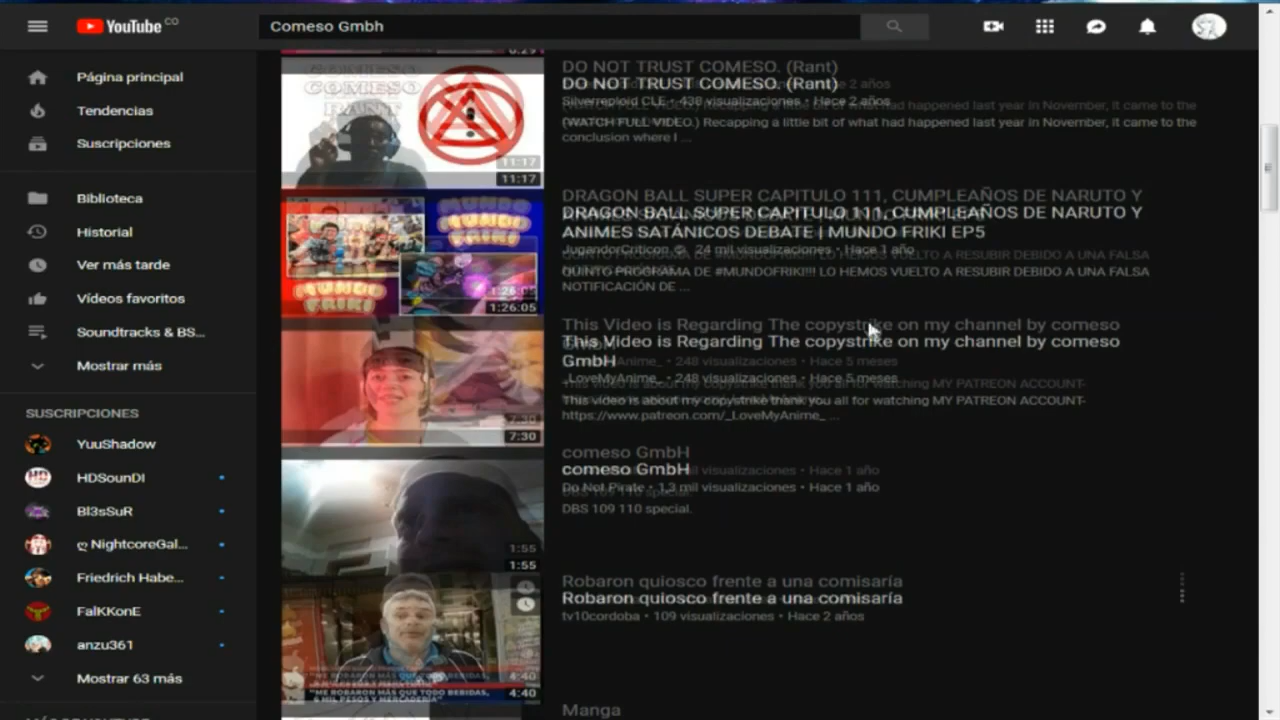 YouTube CO
Comeso Gmbh
Página principal
Tendencias
Suscripciones
Biblioteca
Historial
Ver más tarde
Vídeos favoritos
Soundtracks & BS...
Mostrar más
SUSCRIPCIONES
YuuShadow
HDSounDI
Bl3sSuR
ღ NightcoreGal...
Friedrich Habe...
FalKKonE
anzu361
Mostrar 63 más
COMESO
RANT
11:17
DO NOT TRUST COMESO. (Rant)
Silverreploid CLE • 438 visualizaciones • Hace 2 años
(WATCH FULL VIDEO.) Recapping a little bit of what had happened last year in November, it came to the
conclusion where I ...
MUNDO
1:26:05
DRAGON BALL SUPER CAPITULO 111, CUMPLEAÑOS DE NARUTO Y
ANIMES SATÁNICOS DEBATE | MUNDO FRIKI EP5
JugandorCriticon • 24 mil visualizaciones • Hace 1 año
QUINTO PROGRAMA DE #MUNDOFRIKI!!!! LO HEMOS VUELTO A RESUBIR DEBIDO A UNA FALSA
NOTIFICACIÓN DE ...
7:30
This Video is Regarding The copystrike on my channel by comeso
GmbH
_LoveMyAnime_ • 248 visualizaciones • Hace 5 meses
This video is about my copystrike thank you all for watching MY PATREON ACCOUNT-
https://www.patreon.com/_LoveMyAnime_ ...
1:55
comeso GmbH
Do Not Pirate • 1,3 mil visualizaciones • Hace 1 año
DBS 109 110 special.
"ME ROBARON MÁS QUE TODO BEBIDAS,
6 MIL PESOS Y MERCADERÍA"
4:40
Robaron quiosco frente a una comisaría
tv10cordoba • 109 visualizaciones • Hace 2 años
Manga